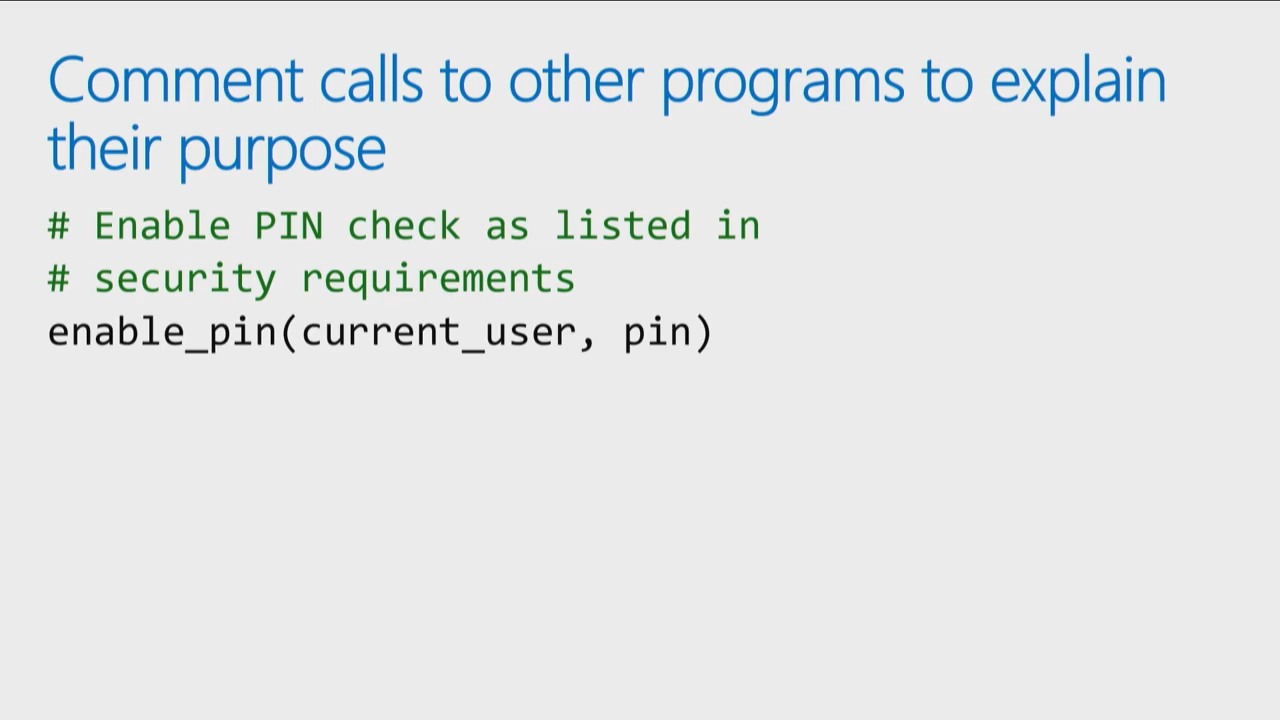 Comment calls to other programs to explain
their purpose
# Enable PIN check as listed in
# security requirements
enable_pin(current_user, pin)